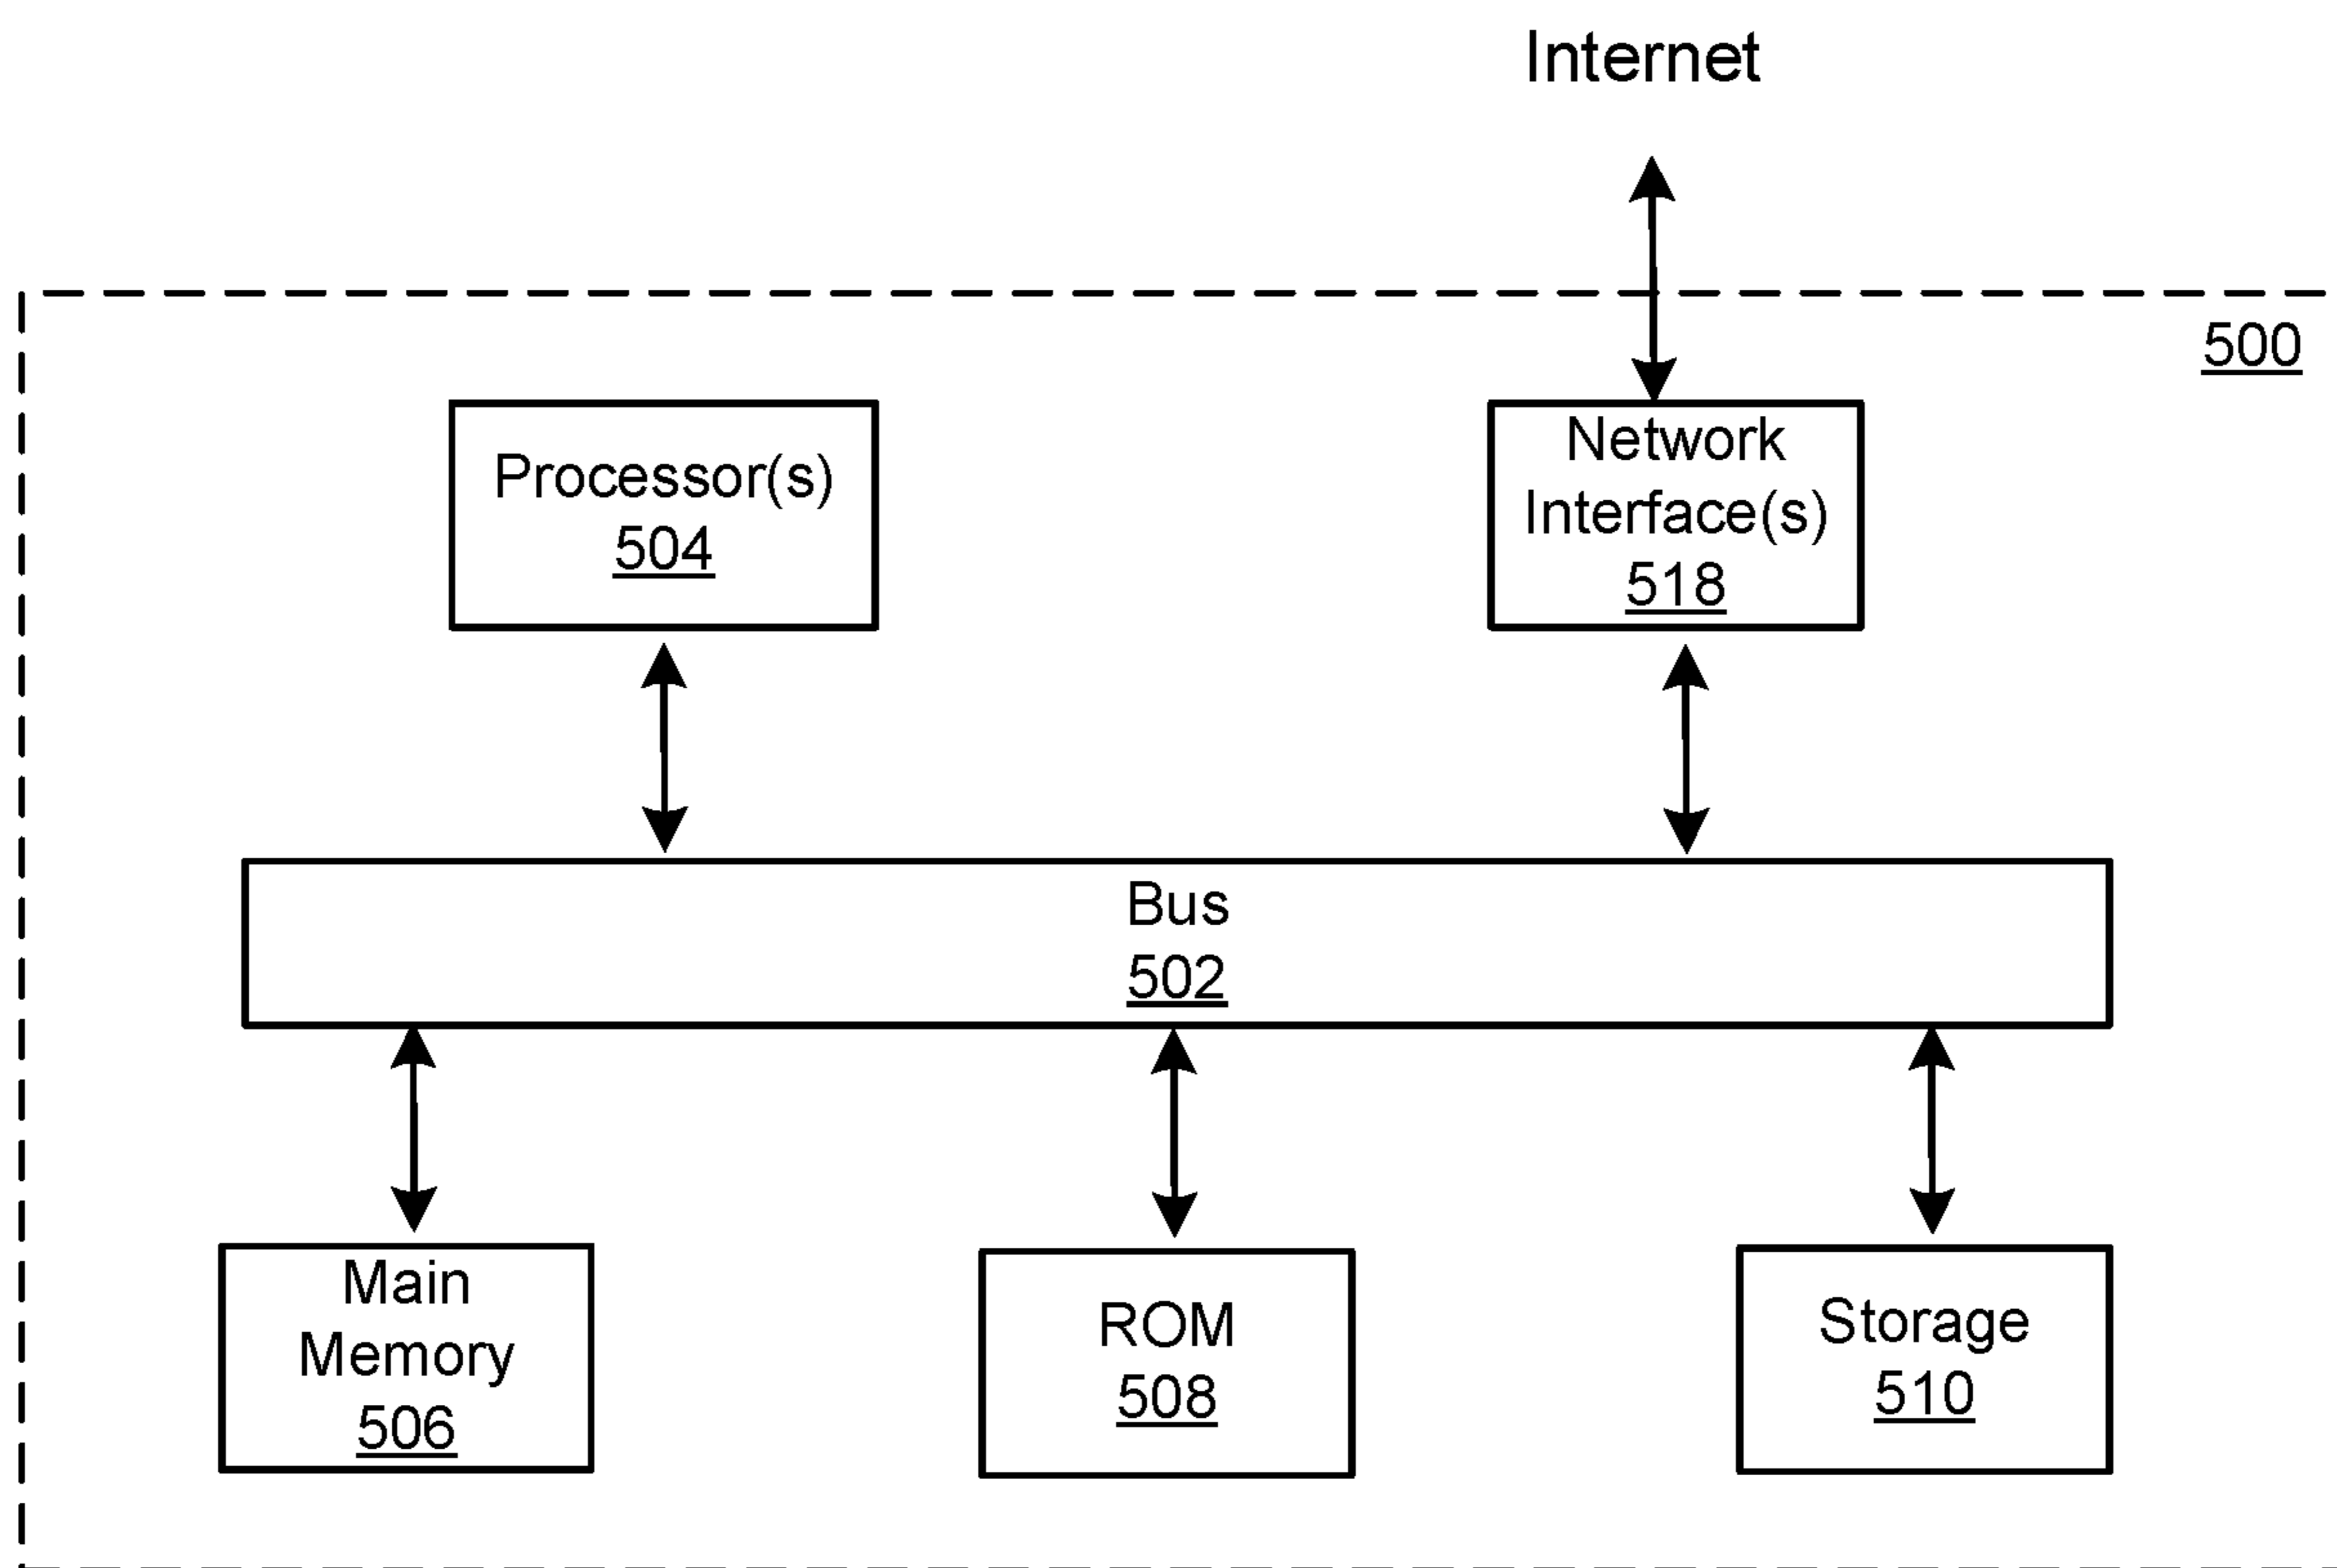 Internet
500
Processor(s)
504
Network
Interface(s)
518
Bus
502
Main
Memory
506
ROM
508
Storage
510